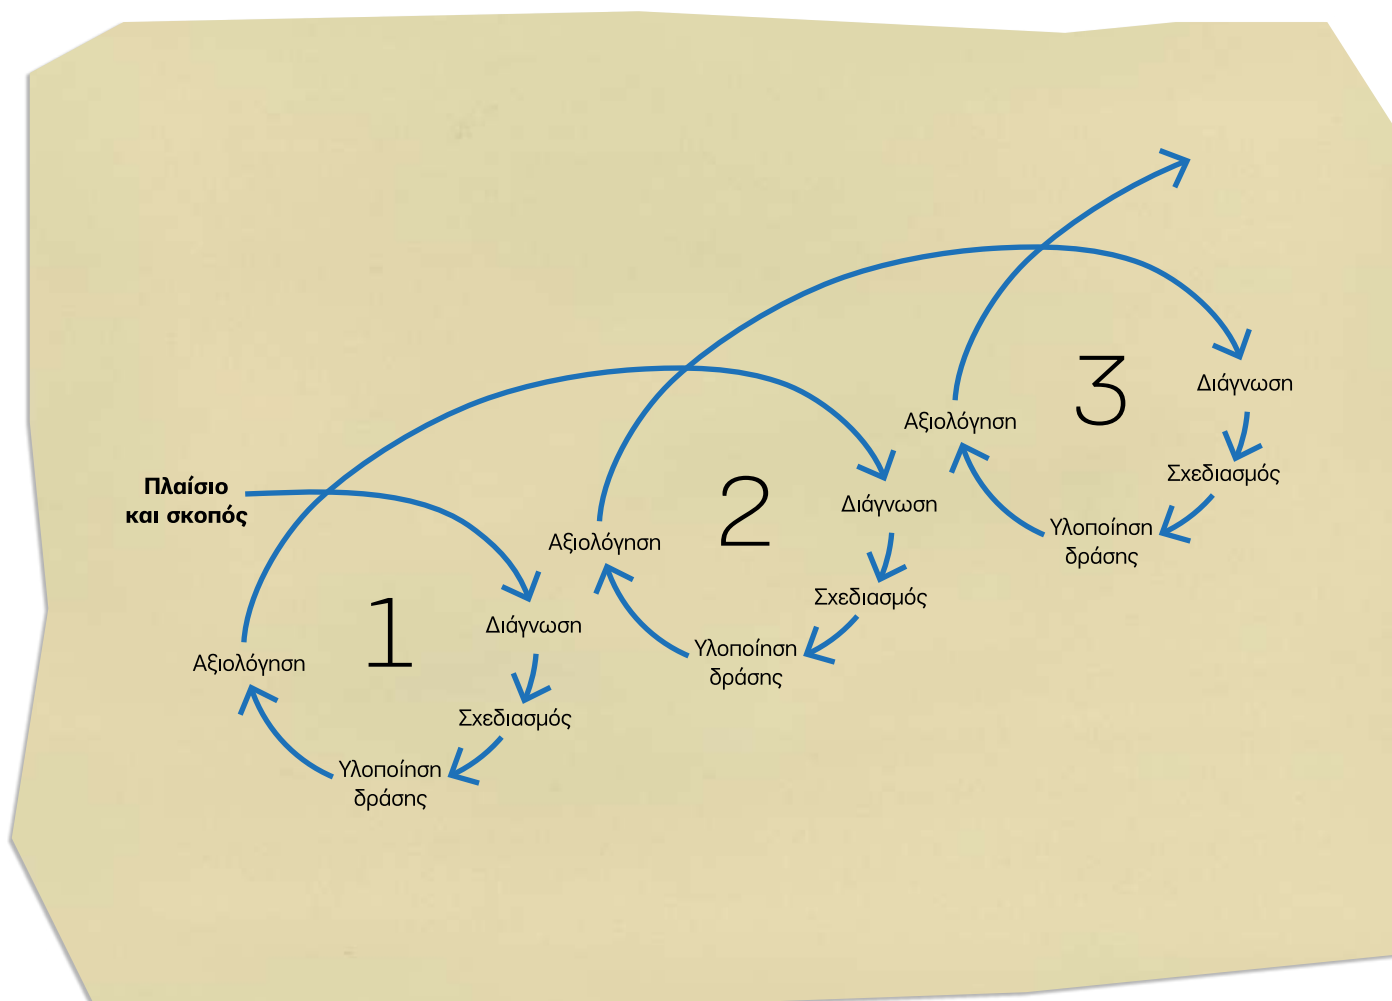 Πλαίσιο
και σκοπός
1
Διάγνωση
Σχεδιασμός
Υλοποίηση
δράσης
Αξιολόγηση
2
Διάγνωση
Σχεδιασμός
Υλοποίηση
δράσης
Αξιολόγηση
3
Διάγνωση
Σχεδιασμός
Υλοποίηση
δράσης
Αξιολόγηση